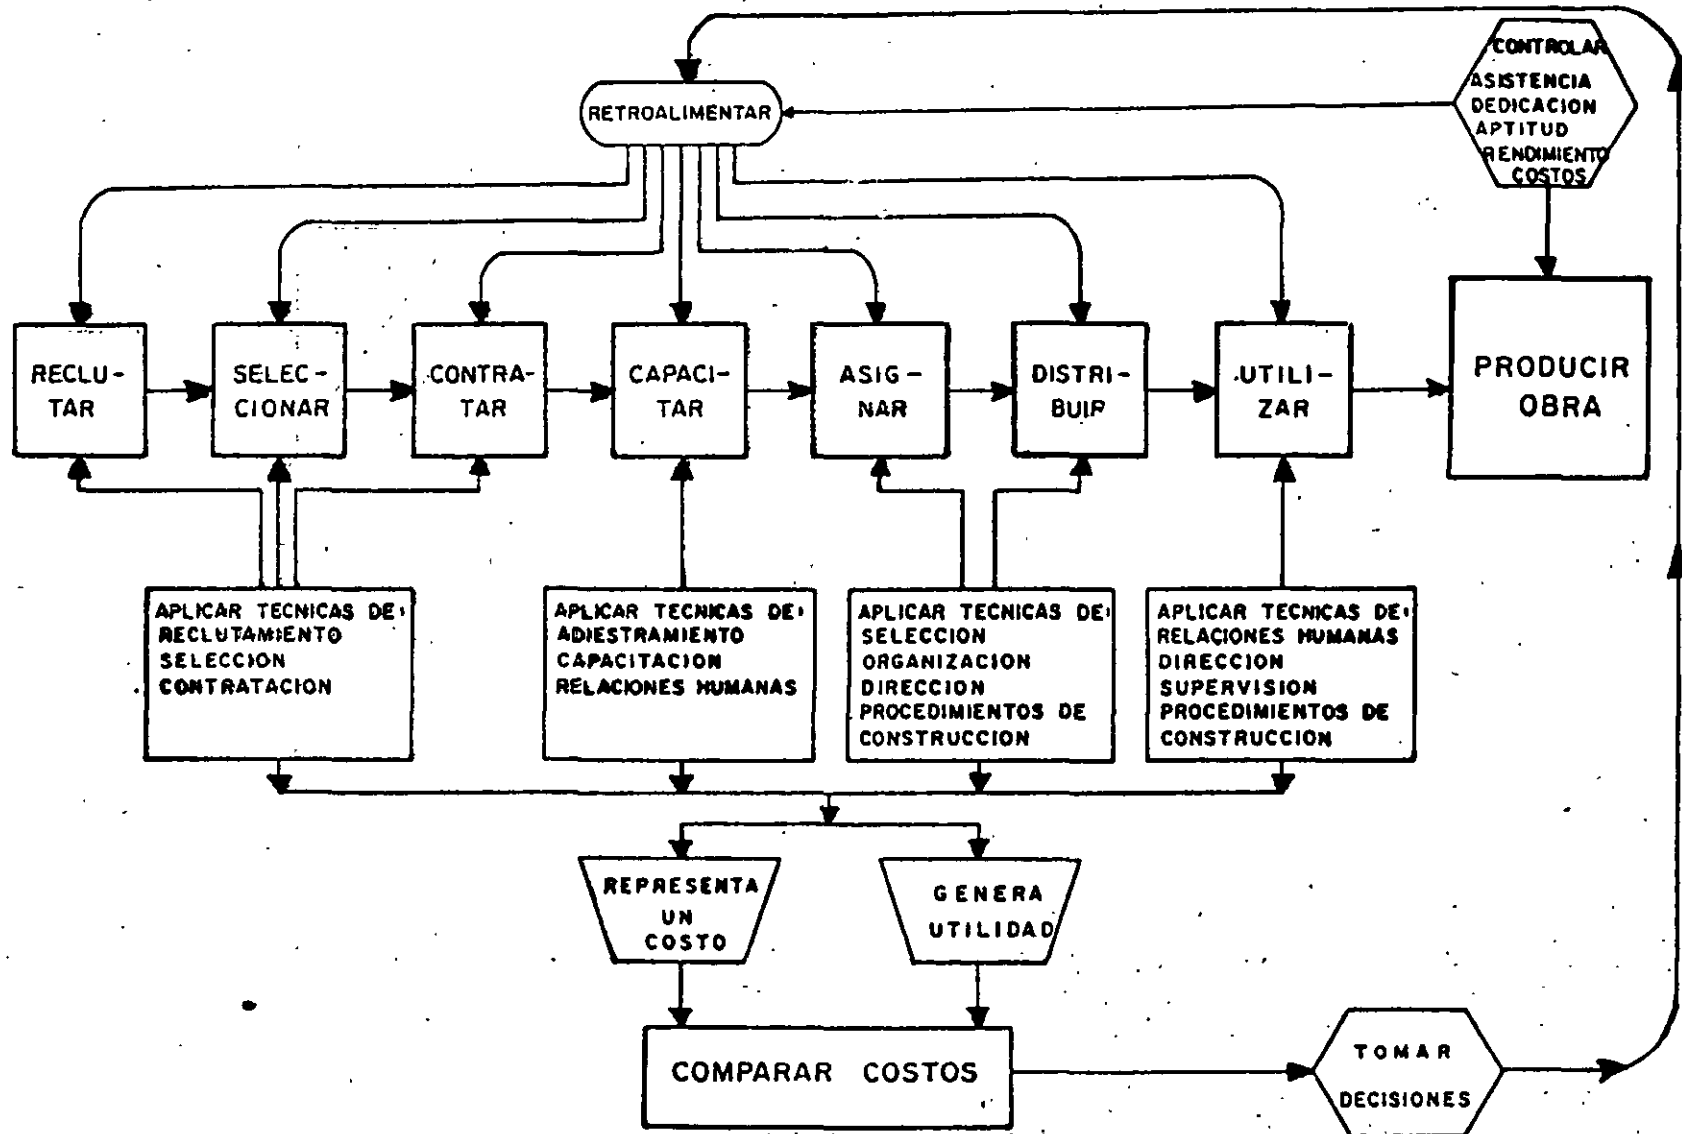 CONTROLAR
ASISTENCIA
DEDICACION
APTITUD
RENDIMIENTO
COSTOS
RETROALIMENTAR
RECLU-
TAR
SELEC-
CIONAR
CONTRA-
TAR
CAPACI-
TAR
ASIG-
NAR
DISTRI-
BUIR
UTILI-
ZAR
PRODUCIR
OBRA
APLICAR TECNICAS DE:
RECLUTAMIENTO
SELECCION
CONTRATACION
APLICAR TECNICAS DE:
ADIESTRAMIENTO
CAPACITACION
RELACIONES HUMANAS
APLICAR TECNICAS DE:
SELECCION
ORGANIZACION
DIRECCION
PROCEDIMIENTOS DE
CONSTRUCCION
APLICAR TECNICAS DE:
RELACIONES HUMANAS
DIRECCION
SUPERVISION
PROCEDIMIENTOS DE
CONSTRUCCION
REPRESENTA
UN
COSTO
GENERA
UTILIDAD
COMPARAR COSTOS
TOMAR
DECISIONES